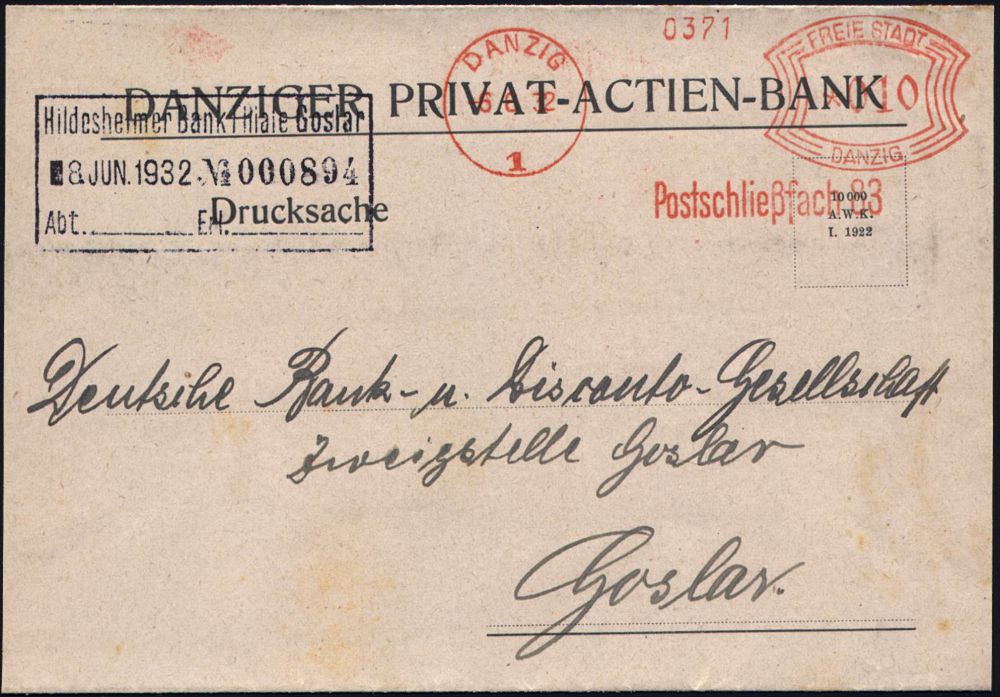 0371
FREIE STADT
DANZIG
010
DANZIGER PRIVAT-ACTIEN-BANK
Hildesheimer Bank Filiale Goslar
8 JUN. 1932 № 000894
1
DANZIG
Postschließfach 83
10 000
A.W.K.
I. 1922
Drucksache
Abt.
Deutsche Bank- u. Disconto-Gesellschaft
Zweigstelle Goslar
Goslar.